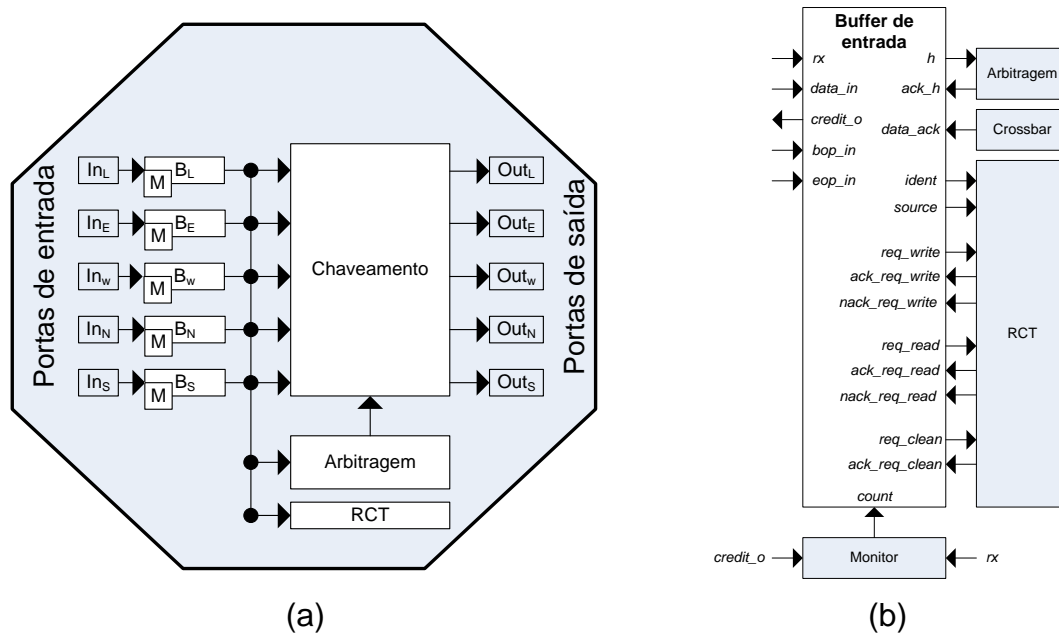 Portas de entrada
In_L
M
B_L
In_E
M
B_E
In_w
M
B_w
In_N
M
B_N
In_S
M
B_S
Chaveamento
Arbitragem
RCT
Out_L
Out_E
Out_w
Out_N
Out_S
Portas de saída
(a)
Buffer de
entrada
rx
data_in
credit_o
bop_in
eop_in
h
ack_h
data_ack
ident
source
req_write
ack_req_write
nack_req_write
req_read
ack_req_read
nack_req_read
req_clean
ack_req_clean
count
Arbitragem
Crossbar
RCT
credit_o
Monitor
rx
(b)